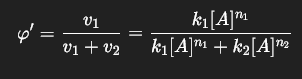 φ′ = v₁ / (v₁ + v₂) = k₁[A]ⁿ¹ / (k₁[A]ⁿ¹ + k₂[A]ⁿ²)